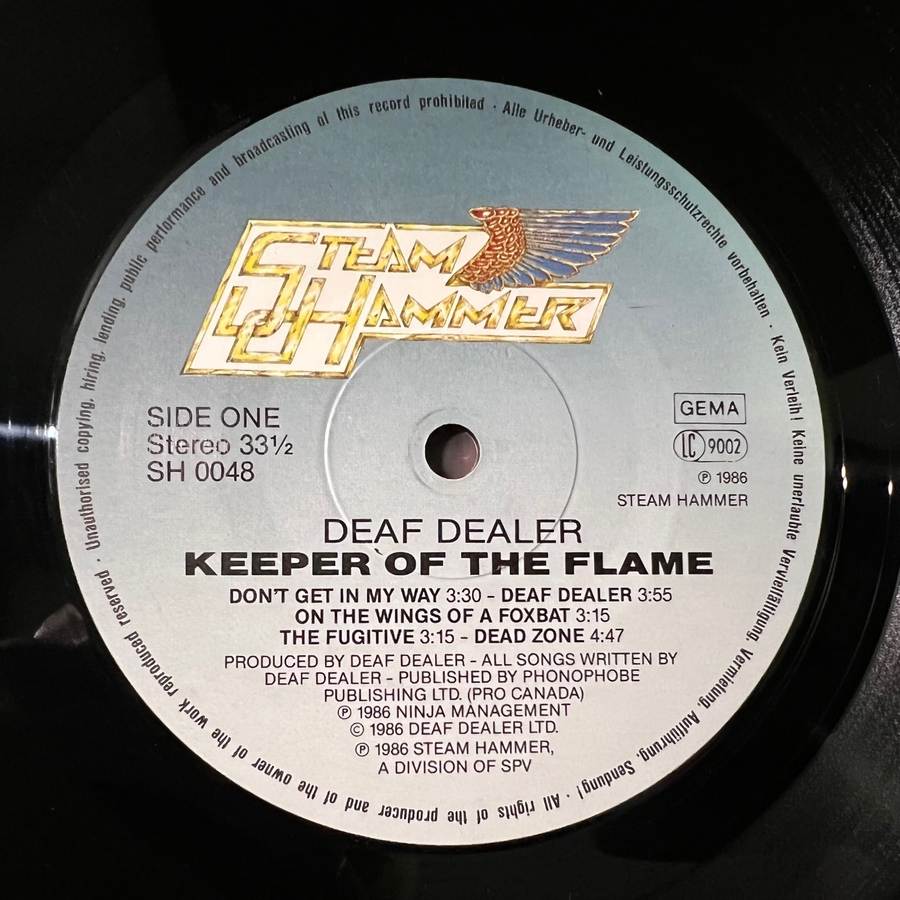 Unauthorised copying, hiring, lending, public performance and broadcasting of this record prohibited · Alle Urheber- und Leistungsschutzrechte vorbehalten · Kein Verleih! Keine unerlaubte Vervielfältigung, Vermietung, Aufführung, Sendung! · All rights of the producer and of the owner of the work reproduced reserved ·
STEAM
HAMMER
SIDE ONE
Stereo 33½
SH 0048
GEMA
LC 9002
℗ 1986
STEAM HAMMER
DEAF DEALER
KEEPER OF THE FLAME
DON'T GET IN MY WAY 3:30 – DEAF DEALER 3:55
ON THE WINGS OF A FOXBAT 3:15
THE FUGITIVE 3:15 – DEAD ZONE 4:47
PRODUCED BY DEAF DEALER – ALL SONGS WRITTEN BY
DEAF DEALER – PUBLISHED BY PHONOPHOBE
PUBLISHING LTD. (PRO CANADA)
℗ 1986 NINJA MANAGEMENT
© 1986 DEAF DEALER LTD.
℗ 1986 STEAM HAMMER,
A DIVISION OF SPV